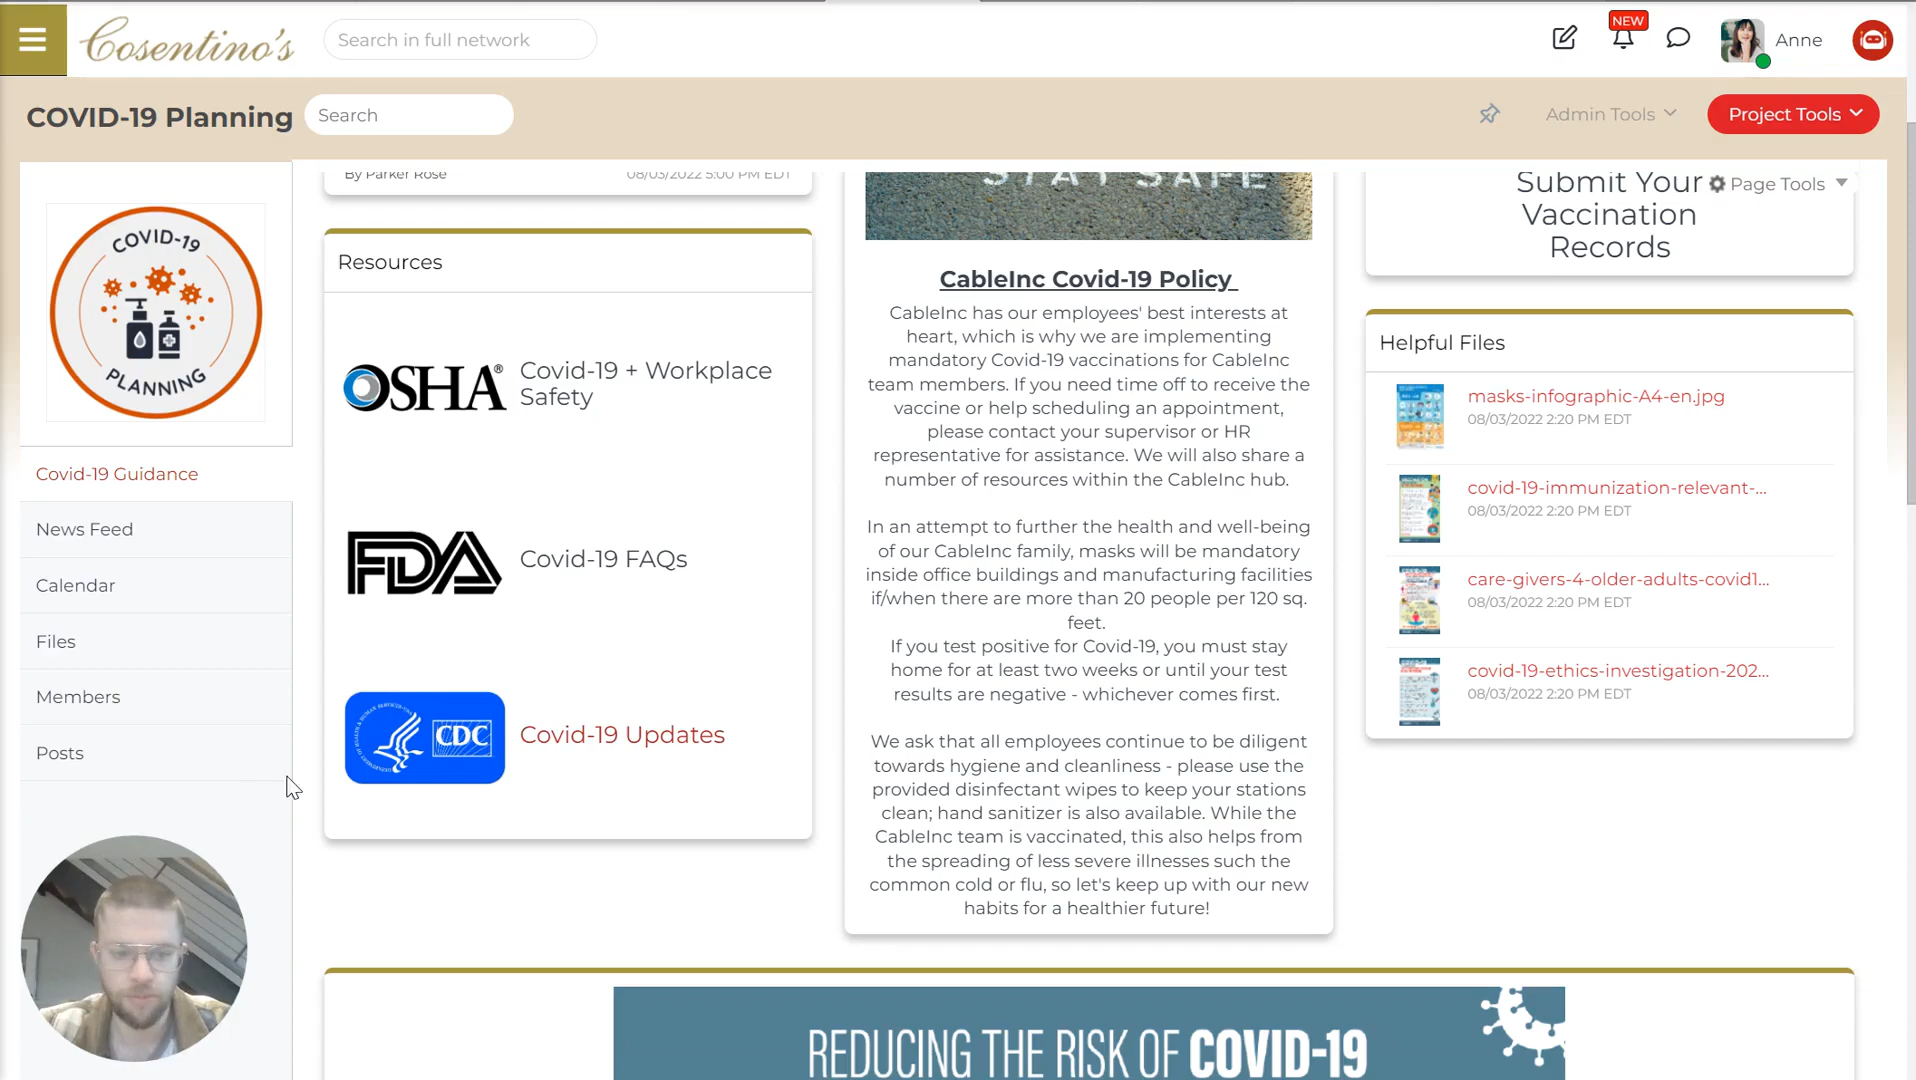 Cosentino's
Search in full network
NEW
Anne
COVID-19 Planning
Search
Admin Tools
Project Tools
COVID-19
PLANNING
Covid-19 Guidance
News Feed
Calendar
Files
Members
Posts
By Parker Rose
08/03/2022 5:00 PM EDT
Resources
OSHA®
Covid-19 + Workplace
Safety
FDA
Covid-19 FAQs
CDC
Covid-19 Updates
STAY SAFE
CableInc Covid-19 Policy
CableInc has our employees' best interests at
heart, which is why we are implementing
mandatory Covid-19 vaccinations for CableInc
team members. If you need time off to receive the
vaccine or help scheduling an appointment,
please contact your supervisor or HR
representative for assistance. We will also share a
number of resources within the CableInc hub.
In an attempt to further the health and well-being
of our CableInc family, masks will be mandatory
inside office buildings and manufacturing facilities
if/when there are more than 20 people per 120 sq.
feet.
If you test positive for Covid-19, you must stay
home for at least two weeks or until your test
results are negative - whichever comes first.
We ask that all employees continue to be diligent
towards hygiene and cleanliness - please use the
provided disinfectant wipes to keep your stations
clean; hand sanitizer is also available. While the
CableInc team is vaccinated, this also helps from
the spreading of less severe illnesses such the
common cold or flu, so let's keep up with our new
habits for a healthier future!
Submit Your
Vaccination
Records
Page Tools
Helpful Files
masks-infographic-A4-en.jpg
08/03/2022 2:20 PM EDT
covid-19-immunization-relevant-...
08/03/2022 2:20 PM EDT
care-givers-4-older-adults-covid1...
08/03/2022 2:20 PM EDT
covid-19-ethics-investigation-202...
08/03/2022 2:20 PM EDT
REDUCING THE RISK OF COVID-19